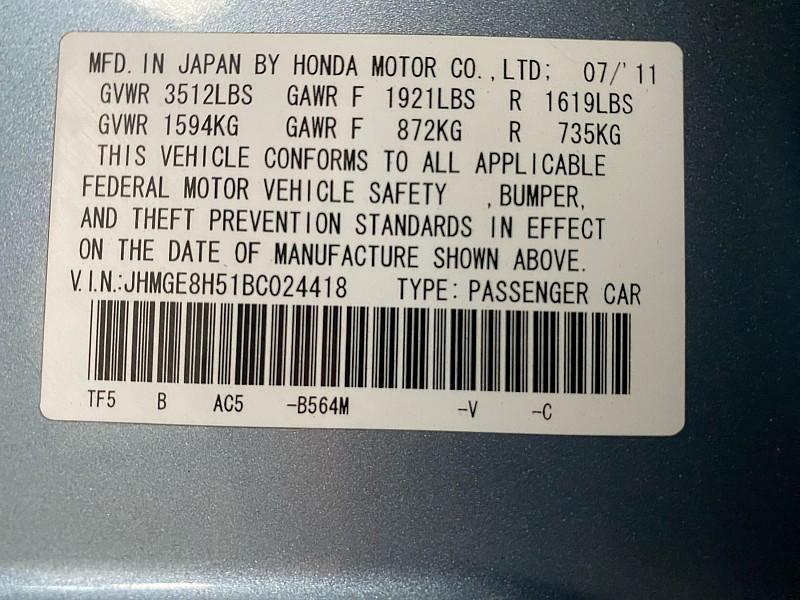 MFD. IN JAPAN BY HONDA MOTOR CO.,LTD; 07/'11
GVWR 3512LBS GAWR F 1921LBS R 1619LBS
GVWR 1594KG GAWR F 872KG R 735KG
THIS VEHICLE CONFORMS TO ALL APPLICABLE
FEDERAL MOTOR VEHICLE SAFETY ,BUMPER,
AND THEFT PREVENTION STANDARDS IN EFFECT
ON THE DATE OF MANUFACTURE SHOWN ABOVE.
V.I.N.:JHMGE8H51BC024418 TYPE: PASSENGER CAR
TF5 B AC5 -B564M -V -C